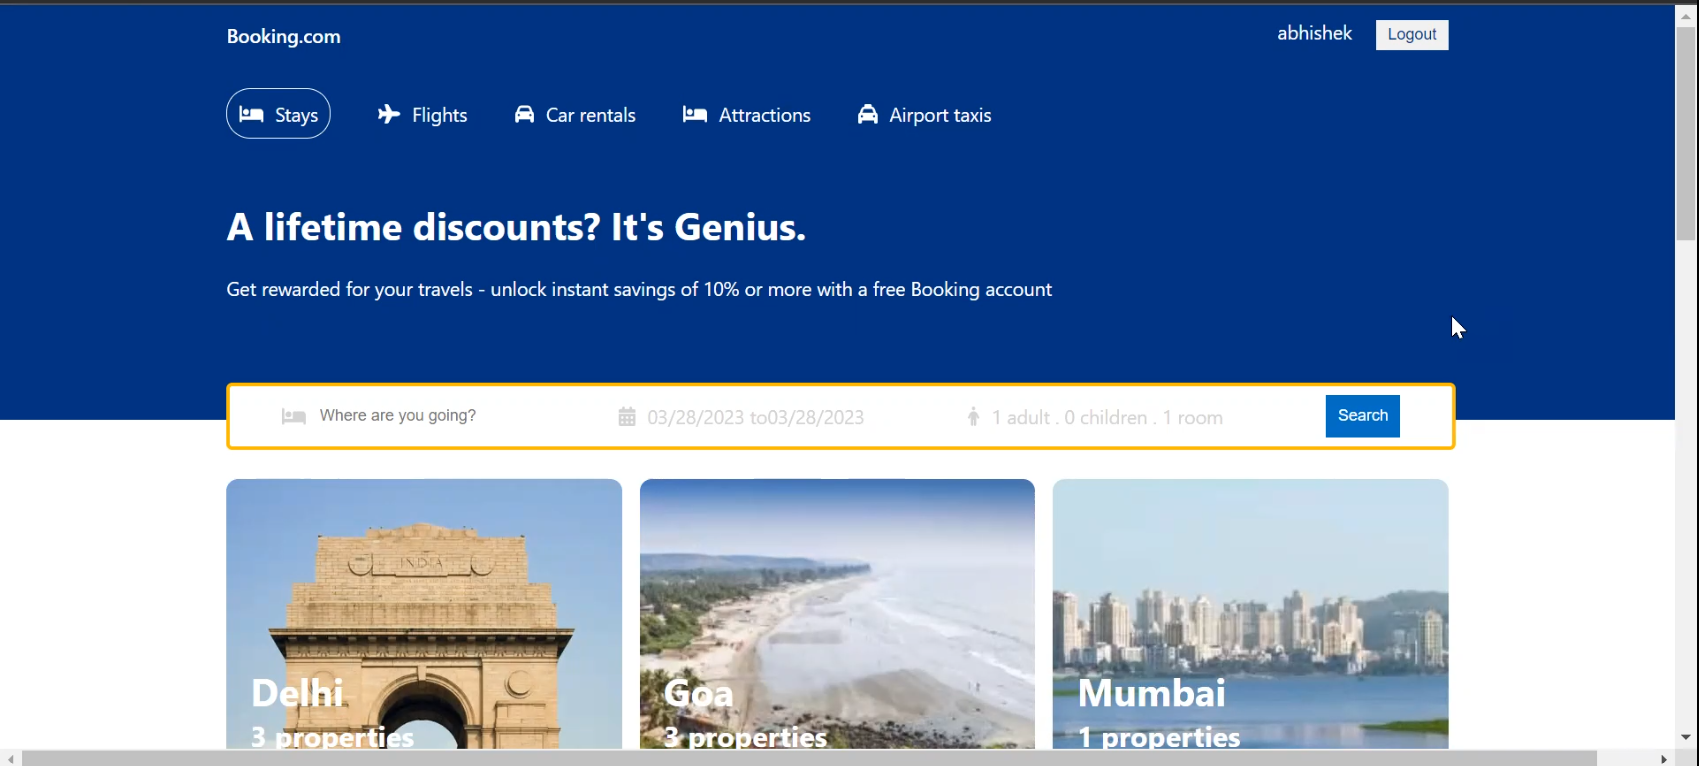 Booking.com
abhishek Logout
Stays Flights Car rentals Attractions Airport taxis
A lifetime discounts? It's Genius.
Get rewarded for your travels - unlock instant savings of 10% or more with a free Booking account
Where are you going? 03/28/2023 to03/28/2023 1 adult . 0 children . 1 room Search
INDIA
Delhi Goa Mumbai
3 properties 3 properties 1 properties